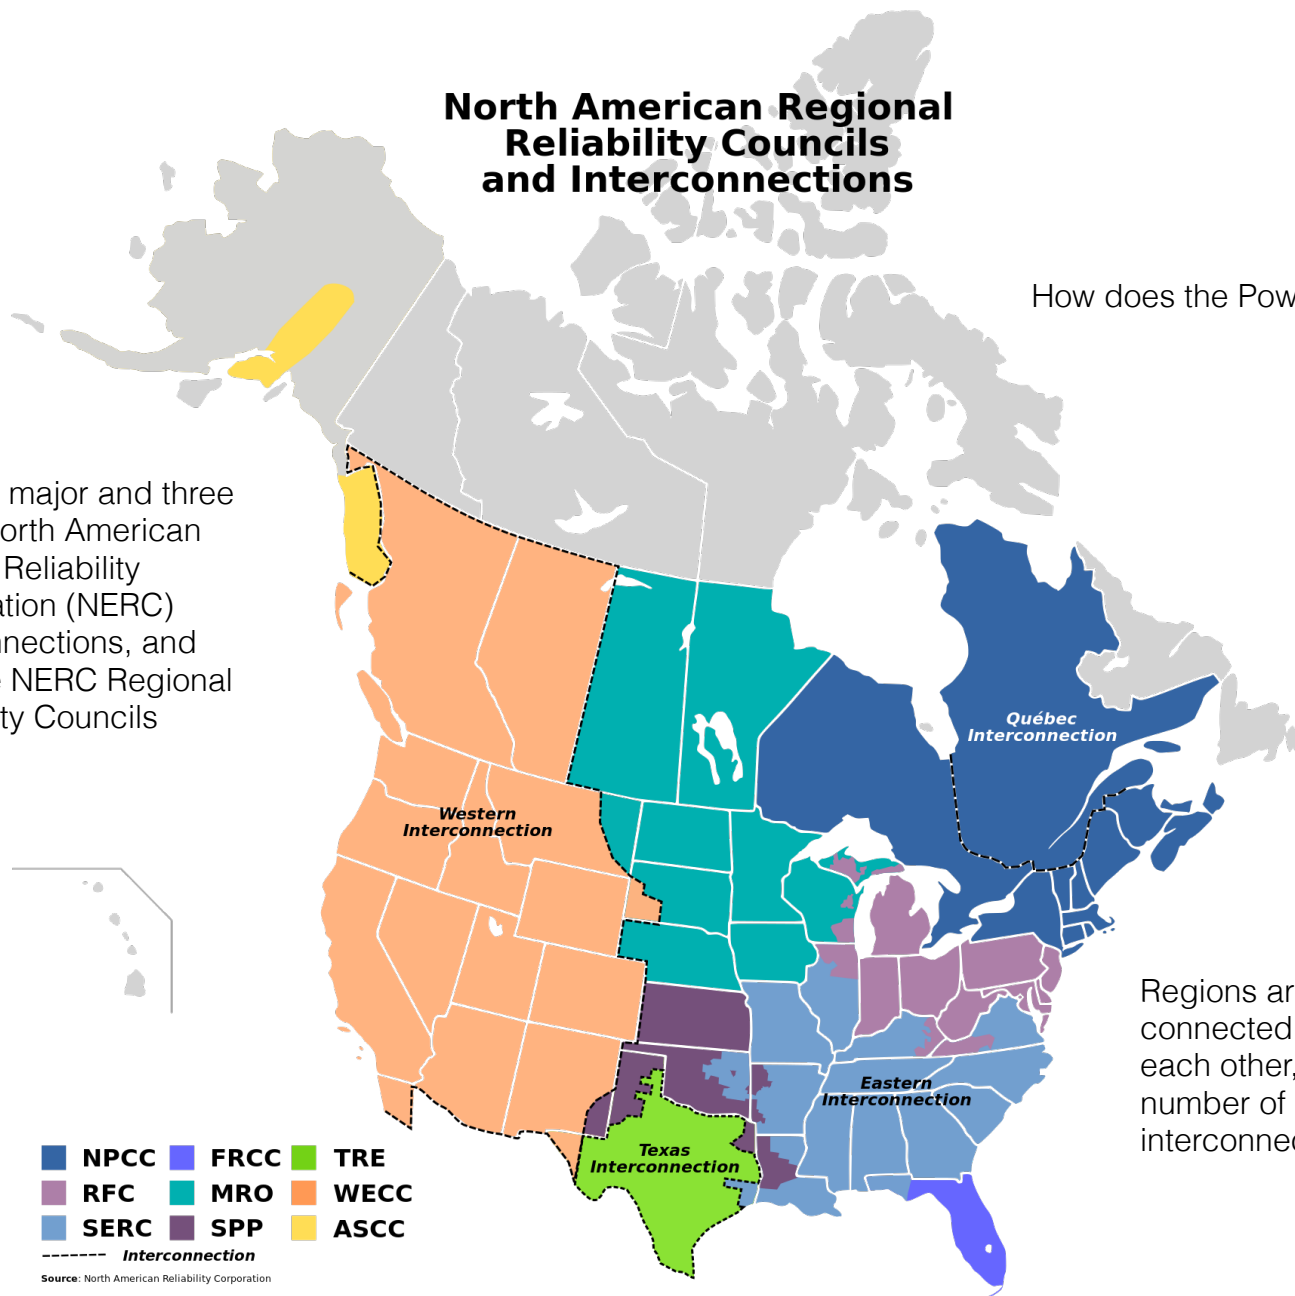 North American Regional
Reliability Councils
and Interconnections
How does the Pow
major and three
orth American
Reliability
ation (NERC)
nnections, and
NERC Regional
ty Councils
Québec
Interconnection
Western
Interconnection
Eastern
Interconnection
Texas
Interconnection
Regions ar
connected
each other,
number of
interconnec
NPCC FRCC TRE
RFC MRO WECC
SERC SPP ASCC
Interconnection
Source: North American Reliability Corporation